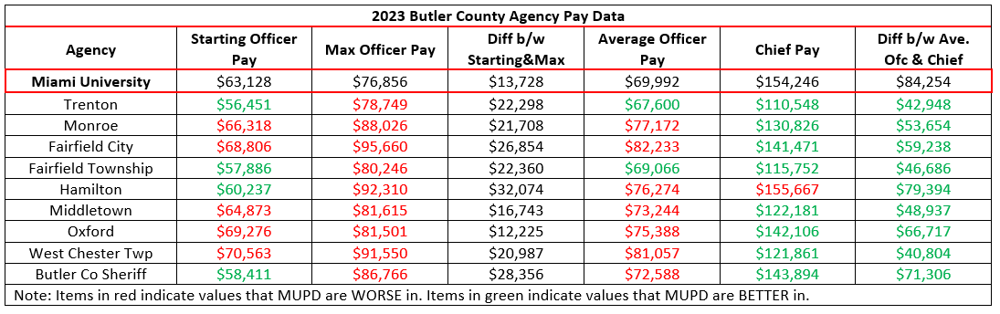 2023 Butler County Agency Pay Data
Agency Starting Officer Pay Max Officer Pay Diff b/w Starting&Max Average Officer Pay Chief Pay Diff b/w Ave. Ofc & Chief
Miami University $63,128 $76,856 $13,728 $69,992 $154,246 $84,254
Trenton $56,451 $78,749 $22,298 $67,600 $110,548 $42,948
Monroe $66,318 $88,026 $21,708 $77,172 $130,826 $53,654
Fairfield City $68,806 $95,660 $26,854 $82,233 $141,471 $59,238
Fairfield Township $57,886 $80,246 $22,360 $69,066 $115,752 $46,686
Hamilton $60,237 $92,310 $32,074 $76,274 $155,667 $79,394
Middletown $64,873 $81,615 $16,743 $73,244 $122,181 $48,937
Oxford $69,276 $81,501 $12,225 $75,388 $142,106 $66,717
West Chester Twp $70,563 $91,550 $20,987 $81,057 $121,861 $40,804
Butler Co Sheriff $58,411 $86,766 $28,356 $72,588 $143,894 $71,306
Note: Items in red indicate values that MUPD are WORSE in. Items in green indicate values that MUPD are BETTER in.